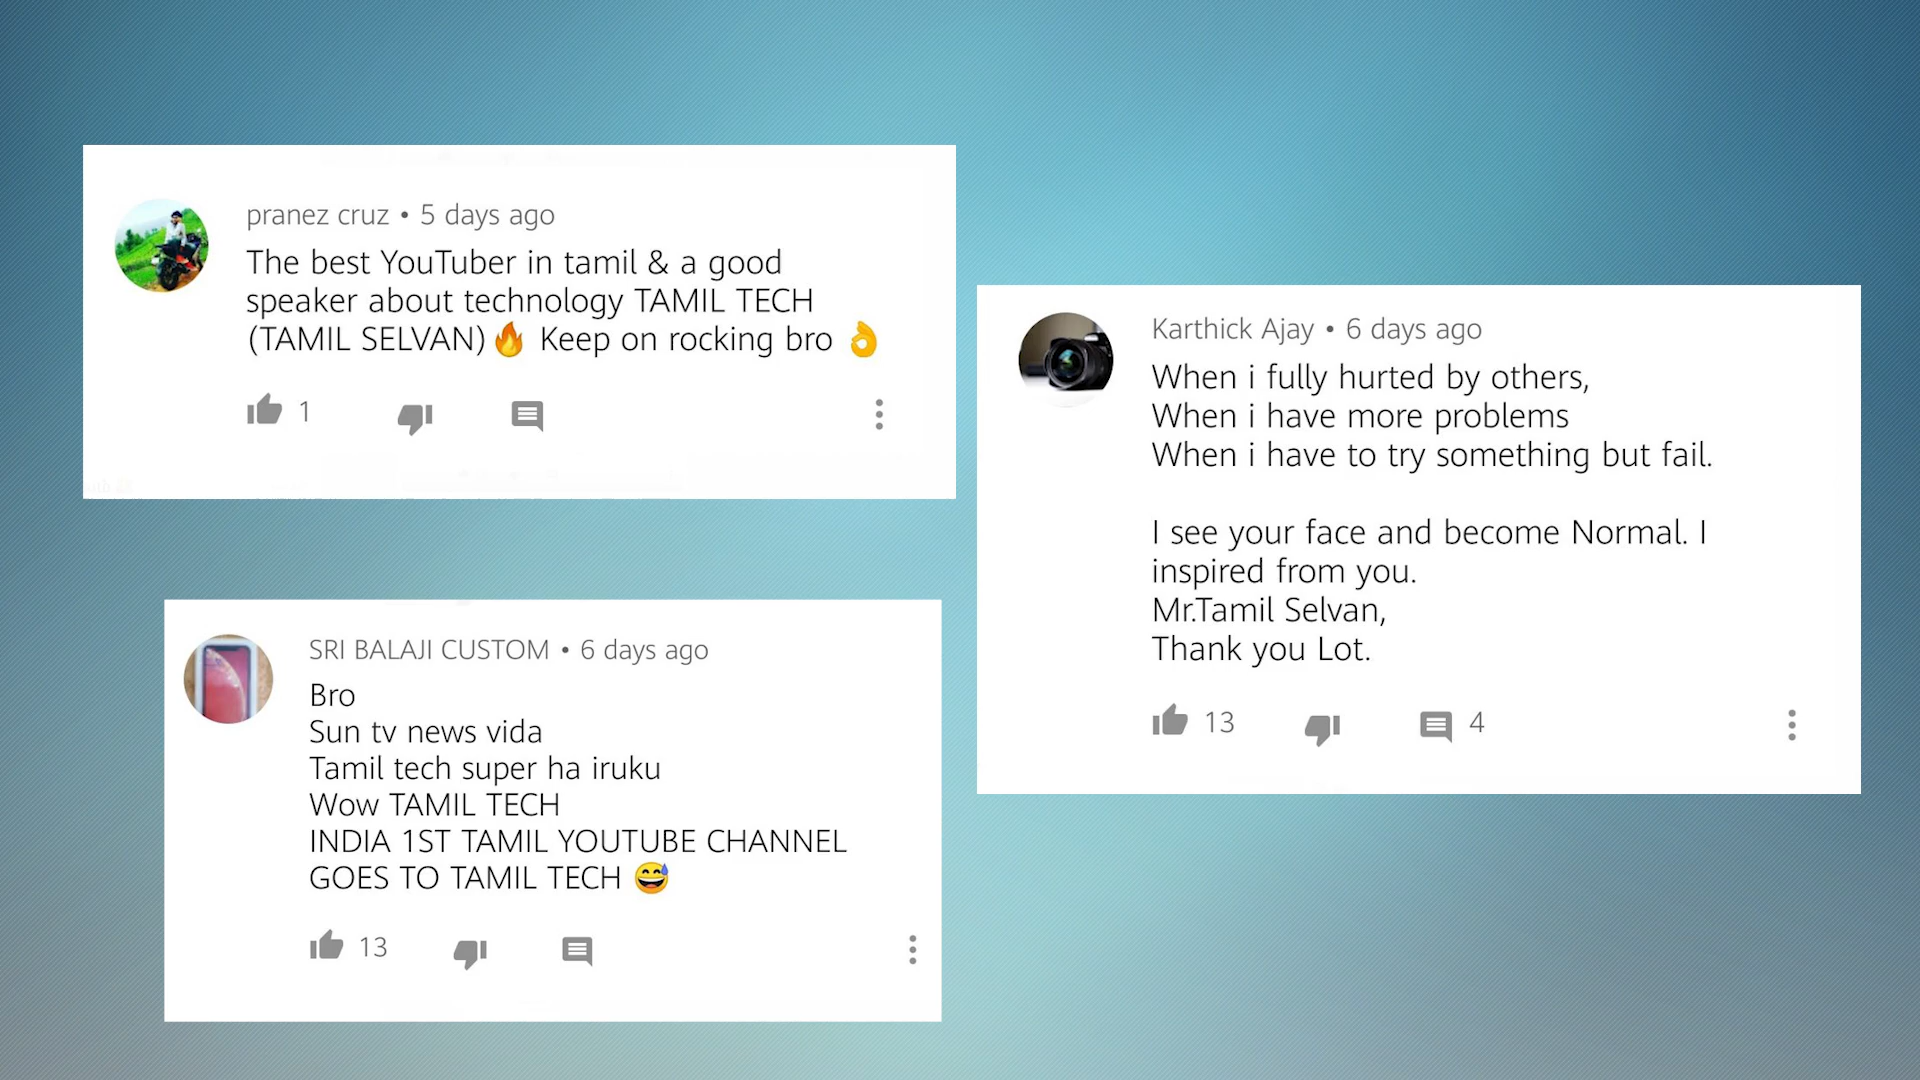 pranez cruz • 5 days ago
The best YouTuber in tamil & a good
speaker about technology TAMIL TECH
(TAMIL SELVAN)🔥 Keep on rocking bro 👌
1
Karthick Ajay • 6 days ago
When i fully hurted by others,
When i have more problems
When i have to try something but fail.
I see your face and become Normal. I
inspired from you.
Mr.Tamil Selvan,
Thank you Lot.
13 4
SRI BALAJI CUSTOM • 6 days ago
Bro
Sun tv news vida
Tamil tech super ha iruku
Wow TAMIL TECH
INDIA 1ST TAMIL YOUTUBE CHANNEL
GOES TO TAMIL TECH 😅
13